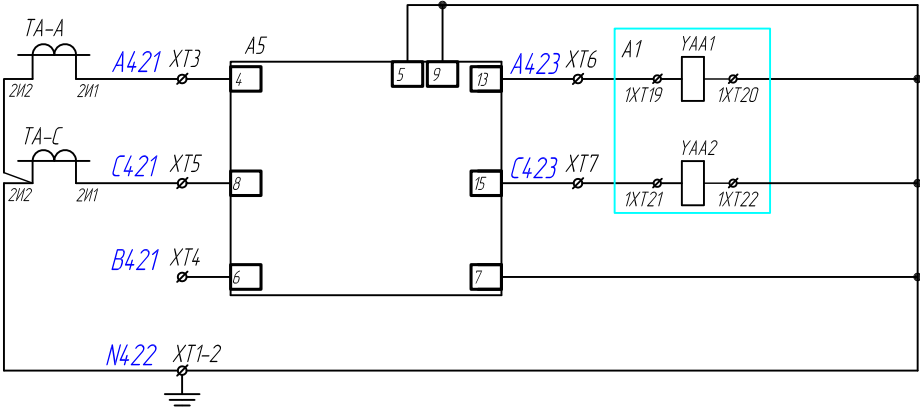 TA-A
A421 XT3
2И2 2И1
A5
4
5 9
13
A423 XT6
A1 YAA1
1XT19 1XT20
TA-C
C421 XT5
2И2 2И1
8
15
C423 XT7
YAA2
1XT21 1XT22
B421 XT4
6
7
N422 XT1-2